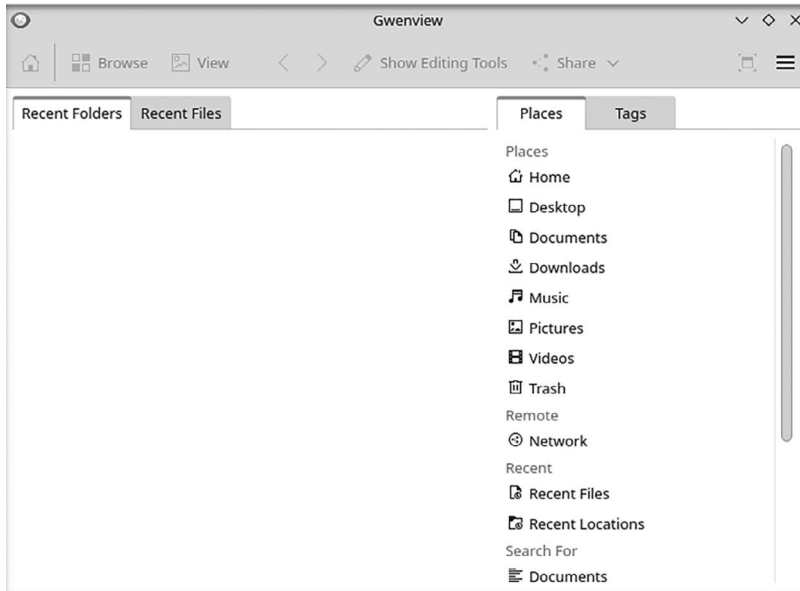 Gwenview
Browse View Show Editing Tools Share
Recent Folders Recent Files
Places Tags
Places
Home
Desktop
Documents
Downloads
Music
Pictures
Videos
Trash
Remote
Network
Recent
Recent Files
Recent Locations
Search For
Documents